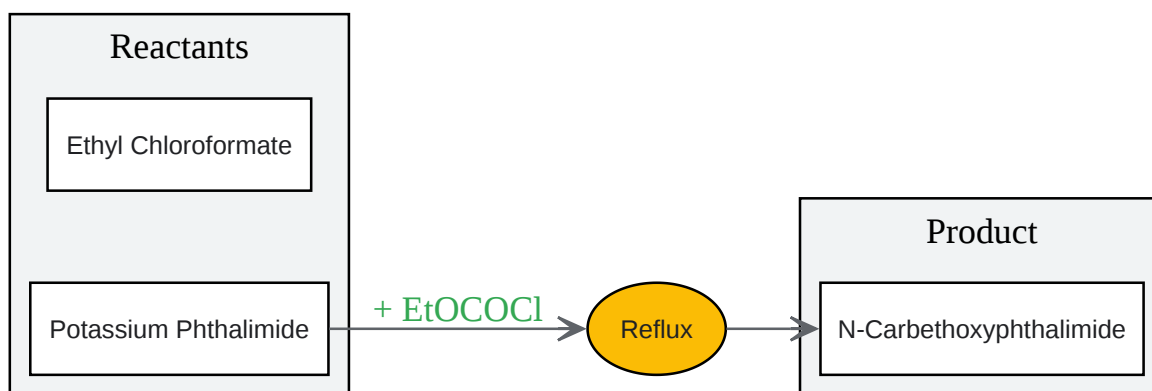 Reactants
Ethyl Chloroformate
Product
Potassium Phthalimide
+ EtOCOCl
Reflux
N-Carbethoxyphthalimide